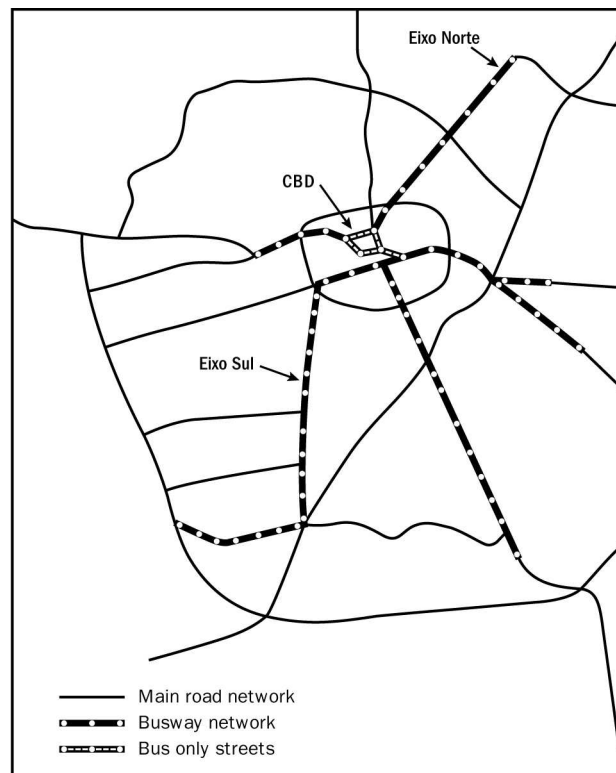 Eixo Norte
CBD
Eixo Sul
Main road network
Busway network
Bus only streets